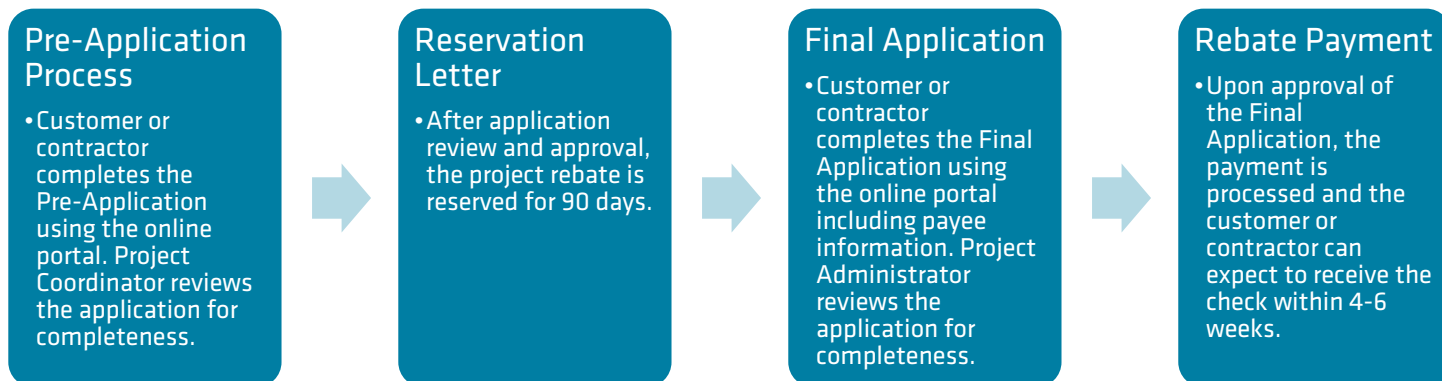 Pre-Application
Process
•Customer or
contractor
completes the
Pre-Application
using the online
portal. Project
Coordinator reviews
the application for
completeness.
Reservation
Letter
•After application
review and approval,
the project rebate is
reserved for 90 days.
Final Application
•Customer or
contractor
completes the Final
Application using
the online portal
including payee
information. Project
Administrator
reviews the
application for
completeness.
Rebate Payment
•Upon approval of
the Final
Application, the
payment is
processed and the
customer or
contractor can
expect to receive the
check within 4-6
weeks.